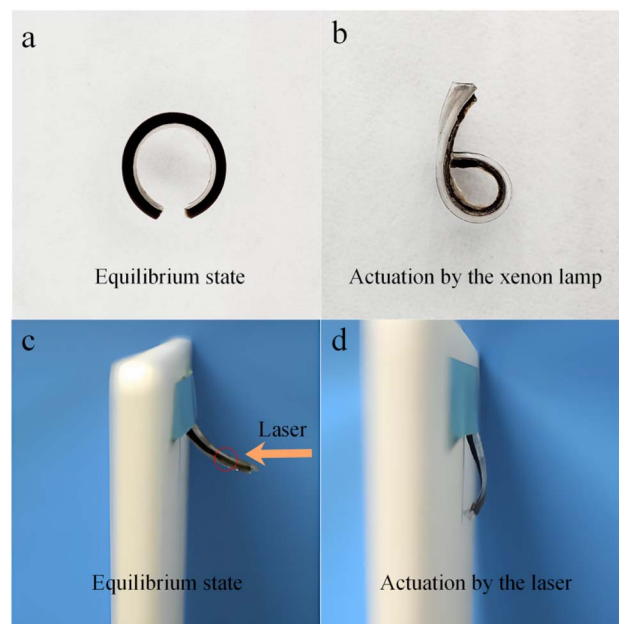 a
b
Equilibrium state
Actuation by the xenon lamp
c
d
Laser
Equilibrium state
Actuation by the laser